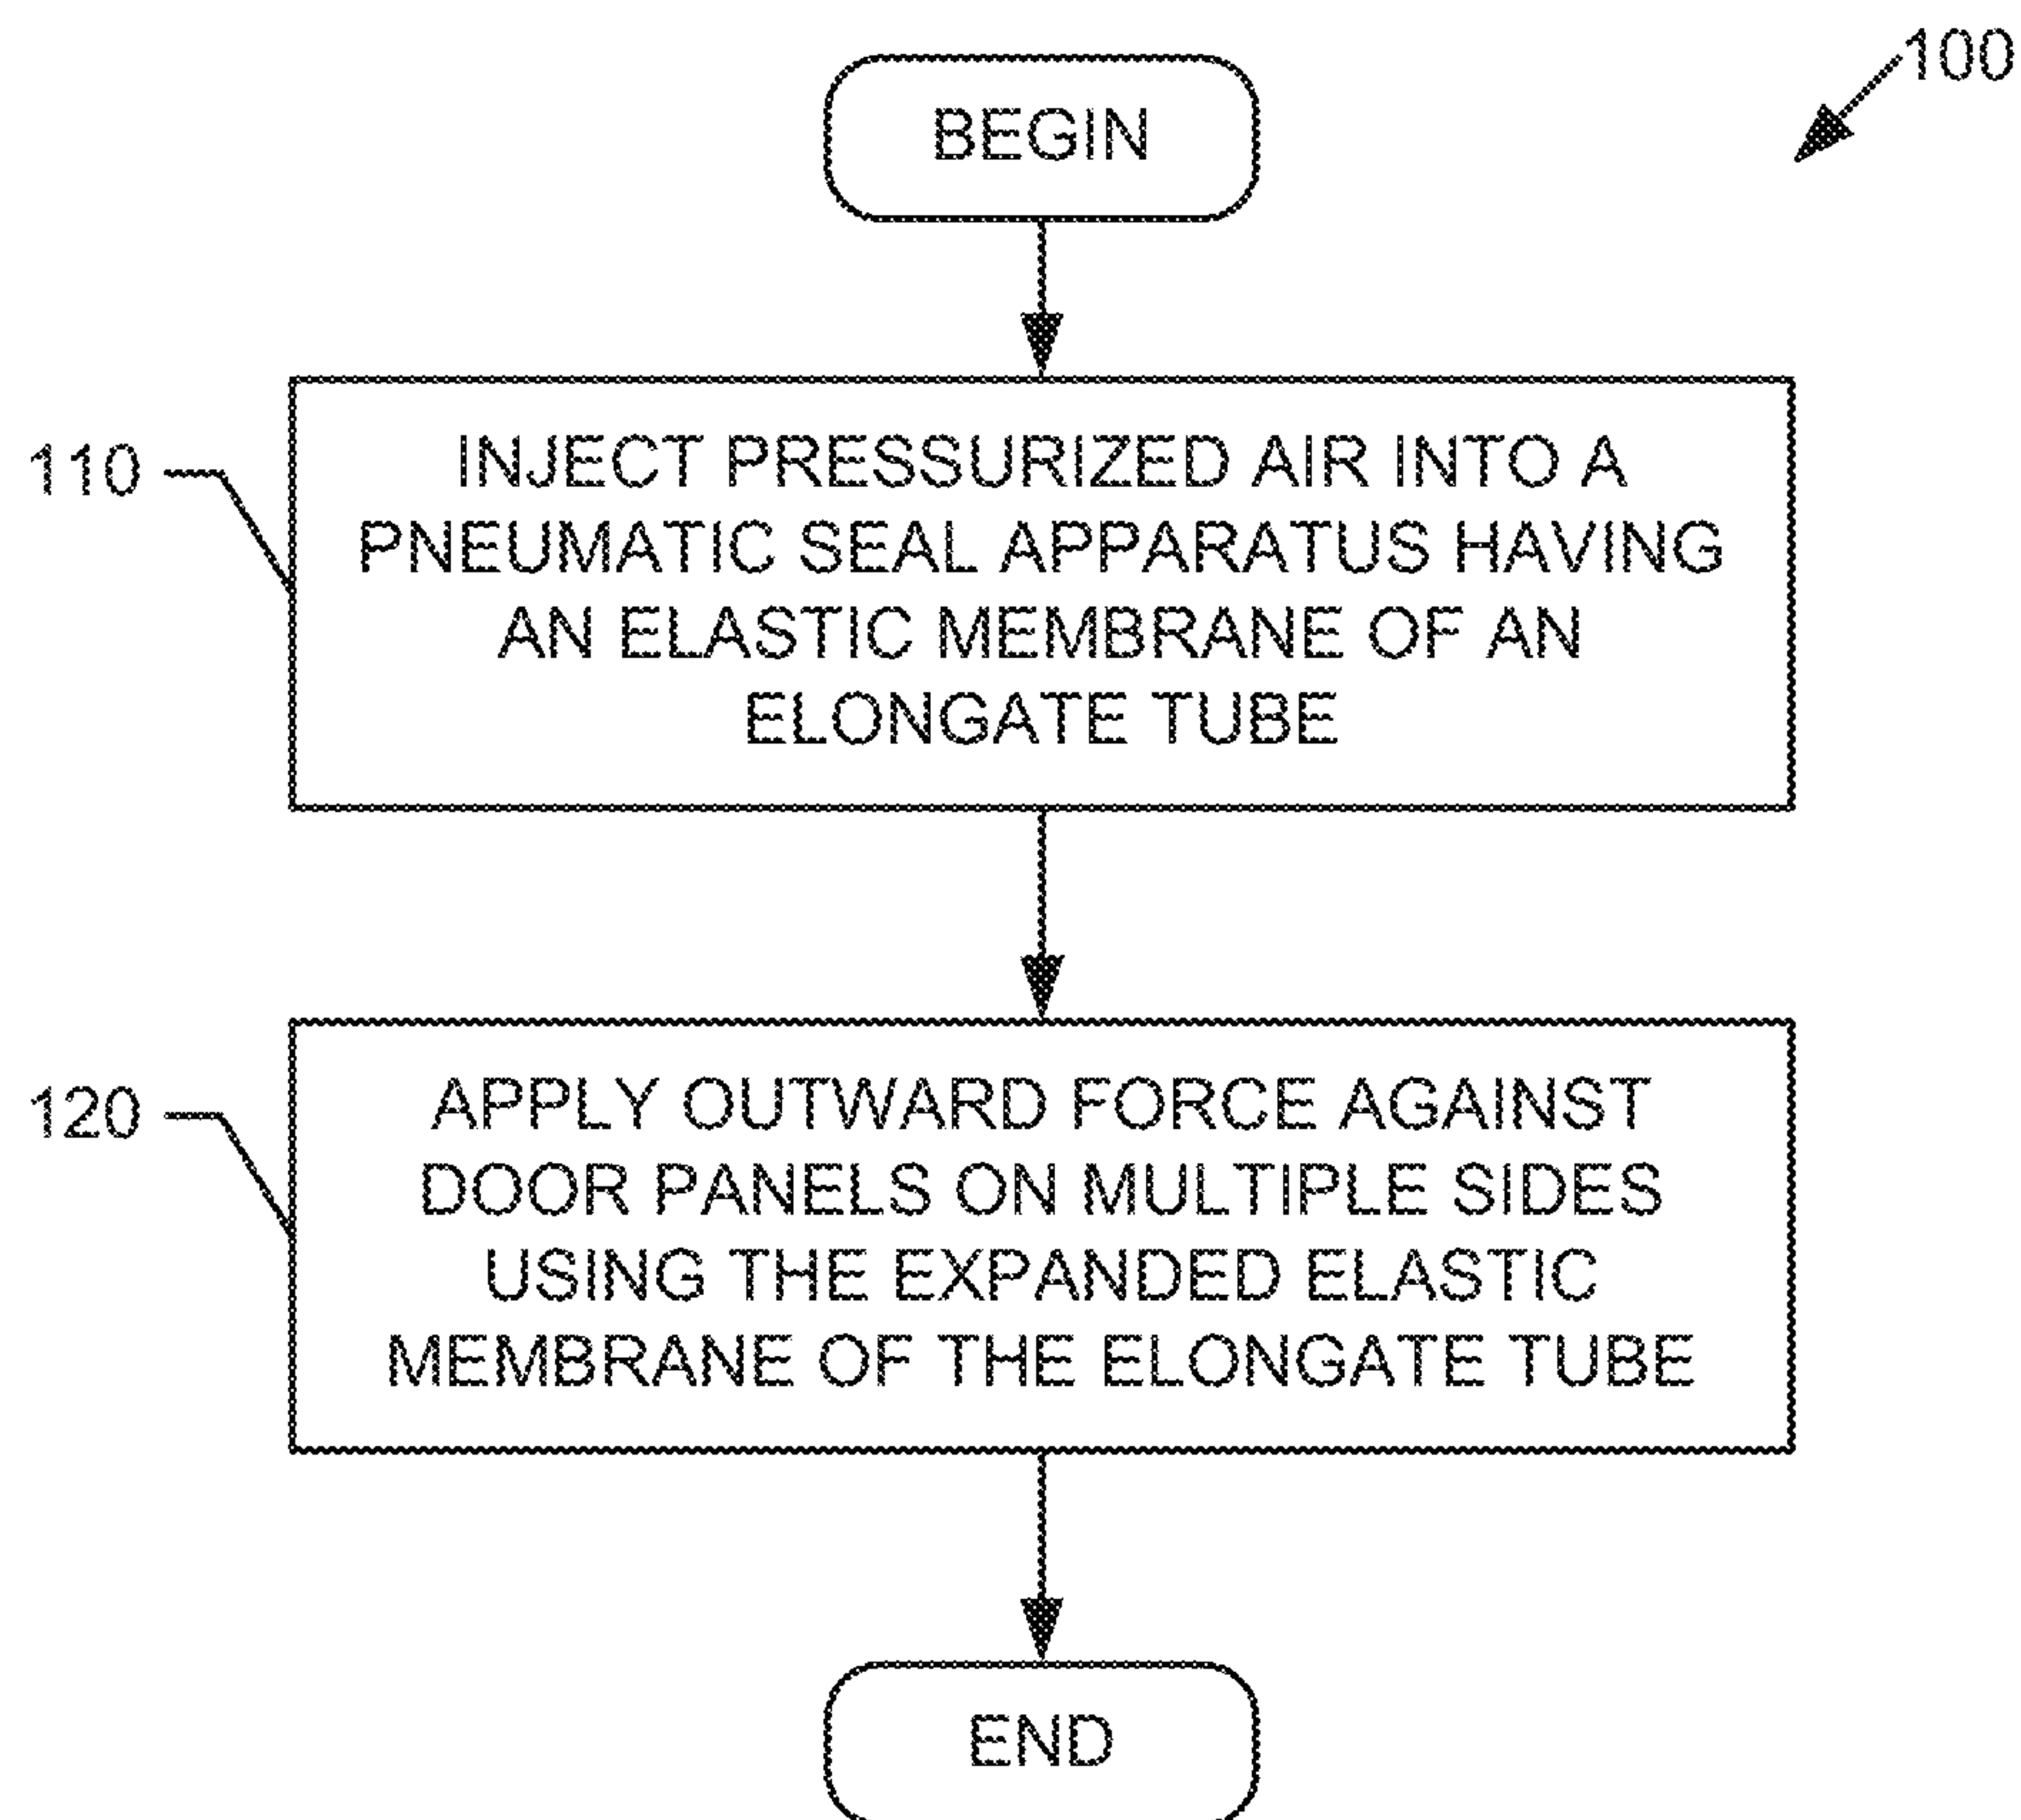 100
BEGIN
110
INJECT PRESSURIZED AIR INTO A
PNEUMATIC SEAL APPARATUS HAVING
AN ELASTIC MEMBRANE OF AN
ELONGATE TUBE
120
APPLY OUTWARD FORCE AGAINST
DOOR PANELS ON MULTIPLE SIDES
USING THE EXPANDED ELASTIC
MEMBRANE OF THE ELONGATE TUBE
END